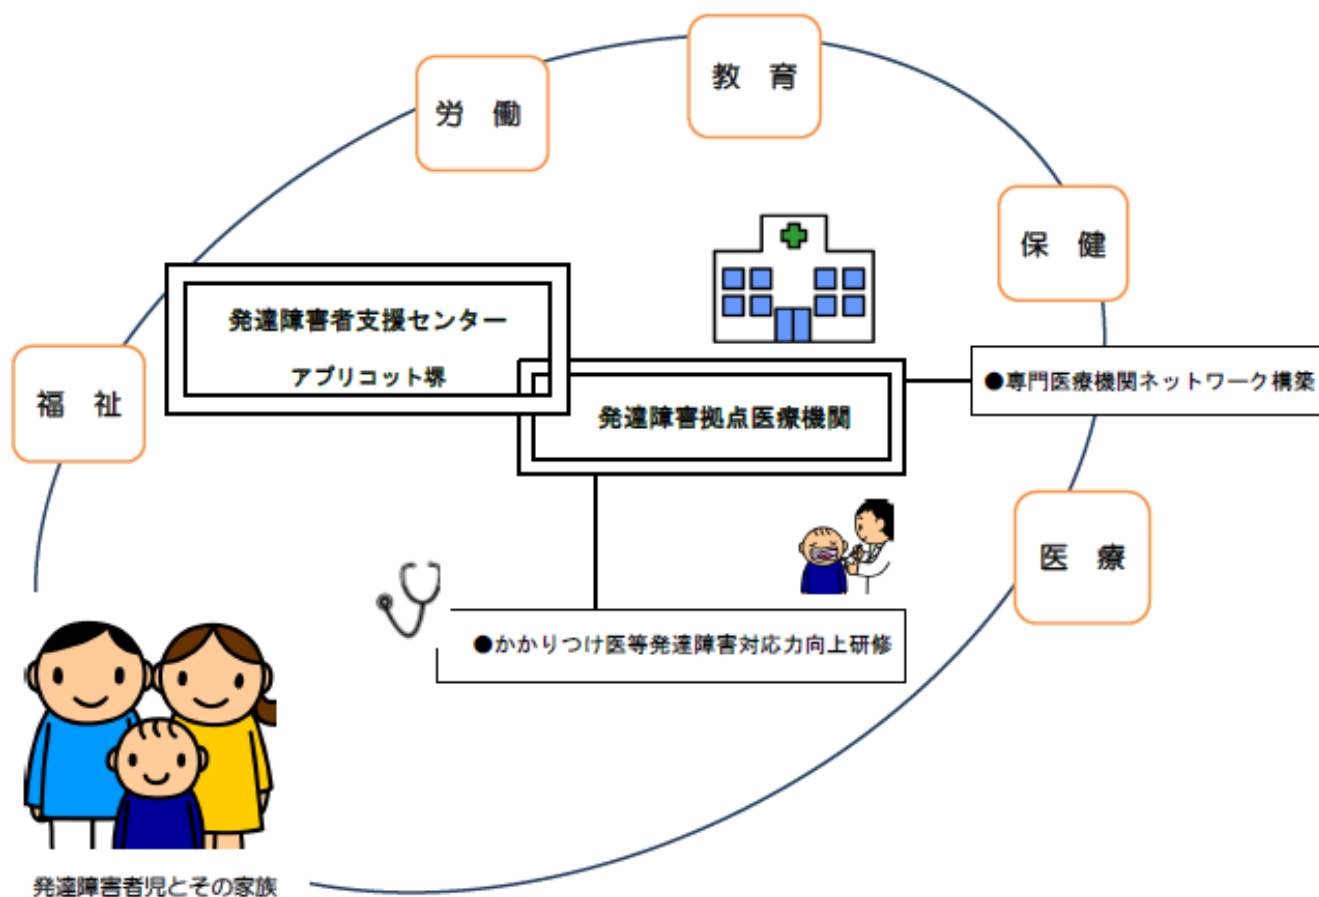 教　育
労　働
保　健
発達障害者支援センター
アプリコット堺
福　祉
●専門医療機関ネットワーク構築
発達障害拠点医療機関
医　療
●かかりつけ医等発達障害対応力向上研修
発達障害者児とその家族